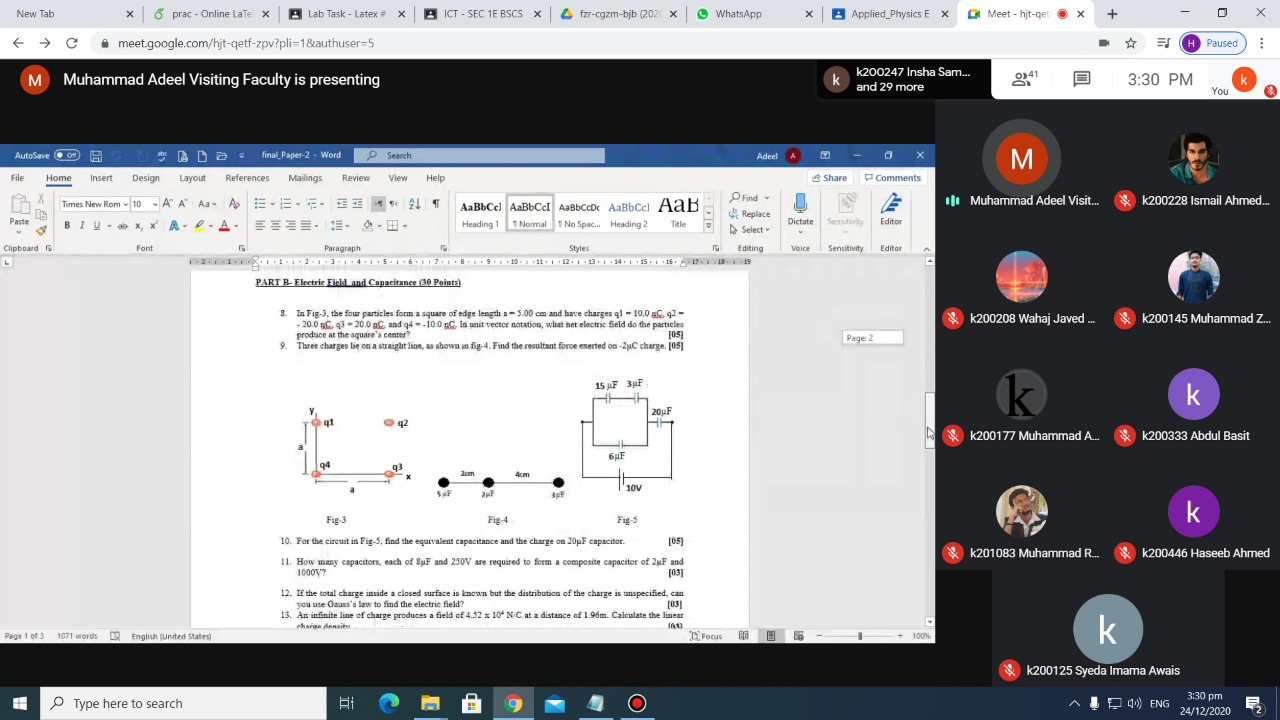 New Tab
prac - Online LaTe
Task - Latex #
ICT - SEC 1E BSCS
fzr-cgzm-bjb (202
WhatsApp
Applied_Physics E
Meet - hjt-qet
meet.google.com/hjt-qetf-zpv?pli=1&authuser=5
H Paused
M Muhammad Adeel Visiting Faculty is presenting
k k200247 Insha Sam...
and 29 more
41
3:30 PM
You
k
AutoSave Off
final_Paper-2 - Word
Search
Adeel A
File Home Insert Design Layout References Mailings Review View Help
Share Comments
Paste
Times New Rom 10
AaBbCcI AaBbCcI AaBbCcDc AaBbCcI AaB
Heading 1 ¶ Normal ¶ No Spac... Heading 2 Title
Find
Replace
Select
Dictate
Sensitivity
Editor
Clipboard Font Paragraph Styles Editing Voice Sensitivity Editor
PART B- Electric Field and Capacitance (30 Points)
8. In Fig-3, the four particles form a square of edge length a = 5.00 cm and have charges q1 = 10.0 nC, q2 =
- 20.0 nC, q3 = 20.0 nC, and q4 = -10.0 nC. In unit vector notation, what net electric field do the particles
produce at the square's center? [05]
9. Three charges lie on a straight line, as shown in fig-4. Find the resultant force exerted on -2µC charge. [05]
Page: 2
y
q1 q2
a
q4 q3
x
a
2cm 4cm
5 µF 2µF 3µF
15 µF 3µF
20µF
6µF
10V
Fig-3 Fig-4 Fig-5
10. For the circuit in Fig-5, find the equivalent capacitance and the charge on 20µF capacitor. [05]
11. How many capacitors, each of 8µF and 250V are required to form a composite capacitor of 2µF and
1000V? [03]
12. If the total charge inside a closed surface is known but the distribution of the charge is unspecified, can
you use Gauss's law to find the electric field? [03]
13. An infinite line of charge produces a field of 4.52 x 10⁴ N/C at a distance of 1.96m. Calculate the linear
charge density.
Page 1 of 3 1071 words English (United States)
Focus
100%
M
Muhammad Adeel Visit...
k200228 Ismail Ahmed...
k200208 Wahaj Javed ...
k200145 Muhammad Z...
k
k200177 Muhammad A...
k
k200333 Abdul Basit
k201083 Muhammad R...
k
k200446 Haseeb Ahmed
k
k200125 Syeda Imama Awais
Type here to search
ENG
3:30 pm
24/12/2020
2